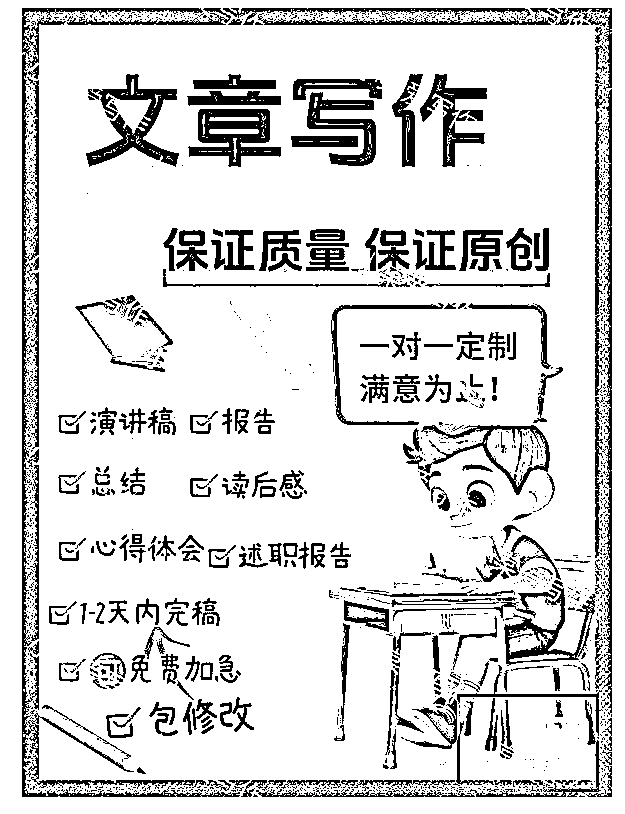 文章写作
保证质量 保证原创
一对一定制
满意为止!
演讲稿 报告
总结 读后感
心得体会 述职报告
1-2天内完稿
可免费加急
包修改